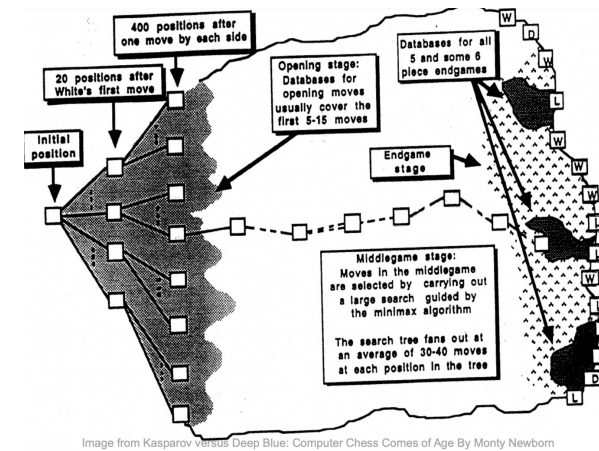 400 positions after
one move by each side
20 positions after
White's first move
Initial
position
Opening stage:
Databases for
opening moves
usually cover the
first 5-15 moves
Databases for all
5 and some 6
piece endgames
Endgame
stage
Middlegame stage:
Moves in the middlegame
are selected by carrying out
a large search guided by
the minimax algorithm
The search tree fans out at
an average of 30-40 moves
at each position in the tree
W
D
W
L
W
W
W
L
L
W
L
L
D
L
Image from Kasparov versus Deep Blue: Computer Chess Comes of Age By Monty Newborn